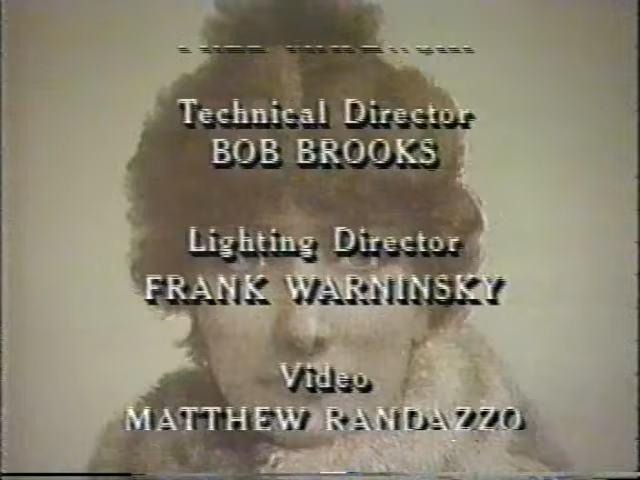 Technical Director
BOB BROOKS
Lighting Director
FRANK WARNINSKY
Video
MATTHEW RANDAZZO